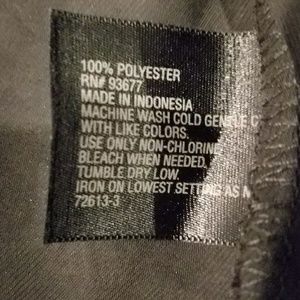 100% POLYESTER
RN# 93677
MADE IN INDONESIA
MACHINE WASH COLD GENTLE C
WITH LIKE COLORS.
USE ONLY NON-CHLORINE
BLEACH WHEN NEEDED.
TUMBLE DRY LOW.
IRON ON LOWEST SETTING AS N
72613-3